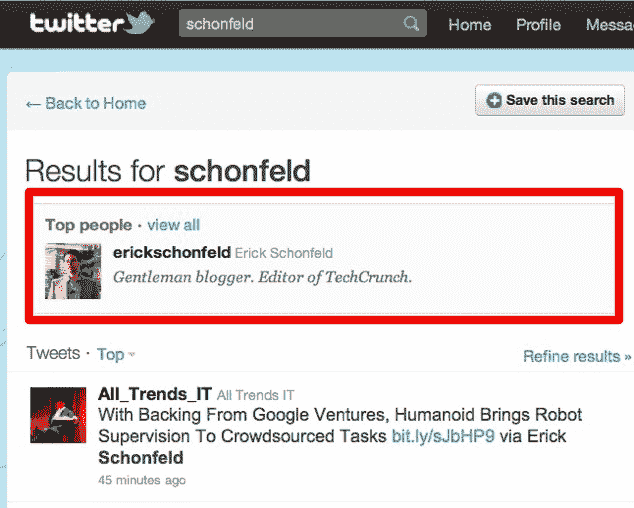 twitter schonfeld Home Profile Messa
← Back to Home Save this search
Results for schonfeld
Top people · view all
erickschonfeld Erick Schonfeld
Gentleman blogger. Editor of TechCrunch.
Tweets · Top Refine results »
All_Trends_IT All Trends IT
With Backing From Google Ventures, Humanoid Brings Robot
Supervision To Crowdsourced Tasks bit.ly/sJbHP9 via Erick
Schonfeld
45 minutes ago